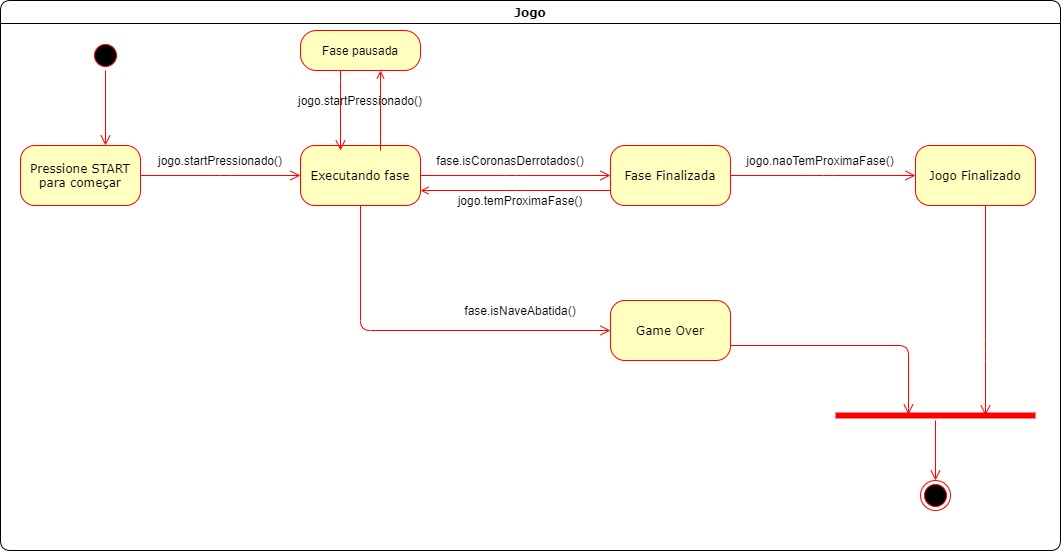 Jogo
Fase pausada
jogo.startPressionado()
Pressione START
para começar
jogo.startPressionado()
Executando fase
fase.isCoronasDerrotados()
jogo.temProximaFase()
Fase Finalizada
jogo.naoTemProximaFase()
Jogo Finalizado
fase.isNaveAbatida()
Game Over